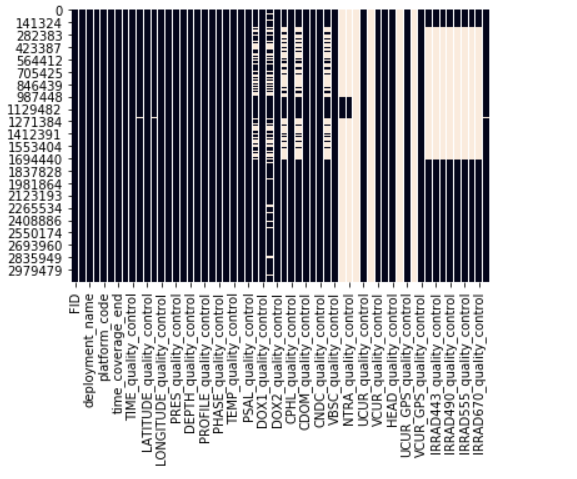 0
141324
282383
423387
564412
705425
846439
987448
1129482
1271384
1412391
1553404
1694440
1837828
1981864
2123193
2265534
2408886
2550174
2693960
2835949
2979479
FID
deployment_name
platform_code
time_coverage_end
TIME_quality_control
LATITUDE_quality_control
LONGITUDE_quality_control
PRES_quality_control
DEPTH_quality_control
PROFILE_quality_control
PHASE_quality_control
TEMP_quality_control
PSAL_quality_control
DOX1_quality_control
DOX2_quality_control
CPHL_quality_control
CDOM_quality_control
CNDC_quality_control
VBSC_quality_control
NTRA_quality_control
UCUR_quality_control
VCUR_quality_control
HEAD_quality_control
UCUR_GPS_quality_control
VCUR_GPS_quality_control
IRRAD443_quality_control
IRRAD490_quality_control
IRRAD555_quality_control
IRRAD670_quality_control